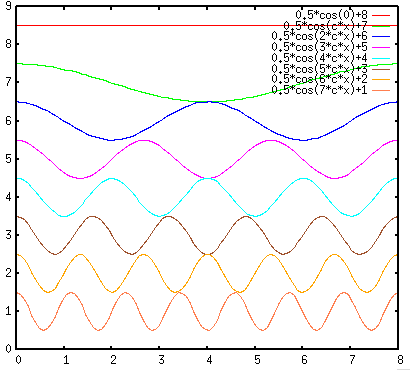 9
8
7
6
5
4
3
2
1
0
0.5*cos(0)+8
0.5*cos(c*x)+7
0.5*cos(2*c*x)+6
0.5*cos(3*c*x)+5
0.5*cos(4*c*x)+4
0.5*cos(5*c*x)+3
0.5*cos(6*c*x)+2
0.5*cos(7*c*x)+1
0 1 2 3 4 5 6 7 8